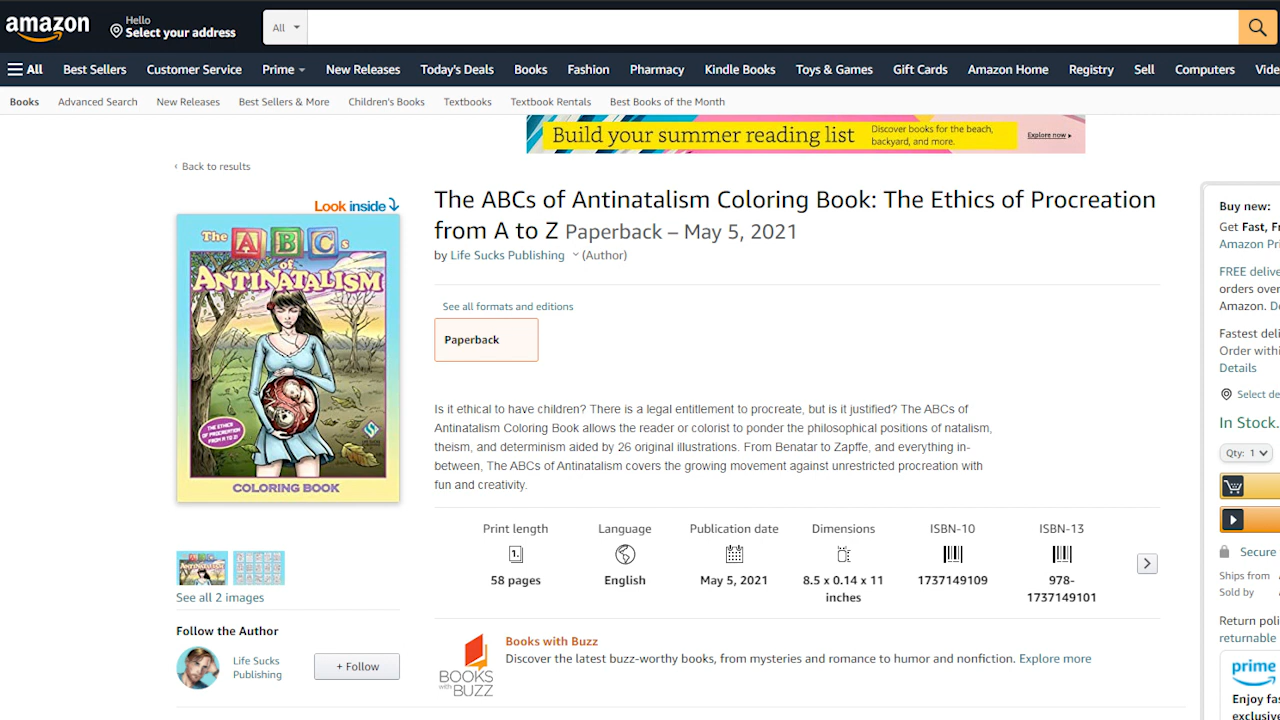 amazon
Hello
Select your address
All
All
Best Sellers
Customer Service
Prime
New Releases
Today's Deals
Books
Fashion
Pharmacy
Kindle Books
Toys & Games
Gift Cards
Amazon Home
Registry
Sell
Computers
Vide
Books
Advanced Search
New Releases
Best Sellers & More
Children's Books
Textbooks
Textbook Rentals
Best Books of the Month
Build your summer reading list
Discover books for the beach,
backyard, and more.
Explore now ▸
‹ Back to results
Look inside
The ABCs
of
ANTINATALISM
THE ETHICS
OF PROCREATION
FROM A TO Z!
COLORING BOOK
See all 2 images
Follow the Author
Life Sucks
Publishing
+ Follow
The ABCs of Antinatalism Coloring Book: The Ethics of Procreation
from A to Z Paperback – May 5, 2021
by Life Sucks Publishing (Author)
See all formats and editions
Paperback
Is it ethical to have children? There is a legal entitlement to procreate, but is it justified? The ABCs of
Antinatalism Coloring Book allows the reader or colorist to ponder the philosophical positions of natalism,
theism, and determinism aided by 26 original illustrations. From Benatar to Zapffe, and everything in-
between, The ABCs of Antinatalism covers the growing movement against unrestricted procreation with
fun and creativity.
Print length
58 pages
Language
English
Publication date
May 5, 2021
Dimensions
8.5 x 0.14 x 11
inches
ISBN-10
1737149109
ISBN-13
978-
1737149101
BOOKS
with BUZZ
Books with Buzz
Discover the latest buzz-worthy books, from mysteries and romance to humor and nonfiction. Explore more
Buy new:
Get Fast, Fr
Amazon Pri
FREE delive
orders over
Amazon. De
Fastest deli
Order withi
Details
Select de
In Stock.
Qty: 1
Secure
Ships from
Sold by
Return poli
returnable
prime
Enjoy fas
exclusive